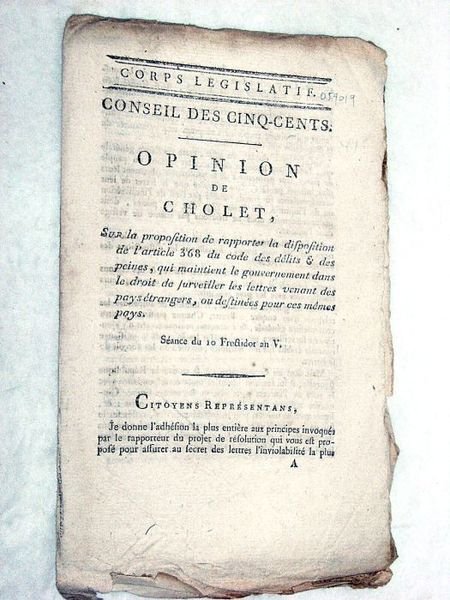 CORPS LÉGISLATIF.
059019
CONSEIL DES CINQ-CENTS.
OPINION
DE
CHOLET,
SUR la proposition de rapporter la disposition
de l'article 368 du code des délits & des
peines, qui maintient le gouvernement dans
le droit de surveiller les lettres venant des
pays étrangers, ou destinées pour ces mêmes
pays.
Séance du 10 Fructidor an V.
CITOYENS REPRÉSENTANS,
Je donne l'adhésion la plus entière aux principes invoqués
par le rapporteur du projet de résolution qui vous est pro-
posé pour assurer au secret des lettres l'inviolabilité la plus
A